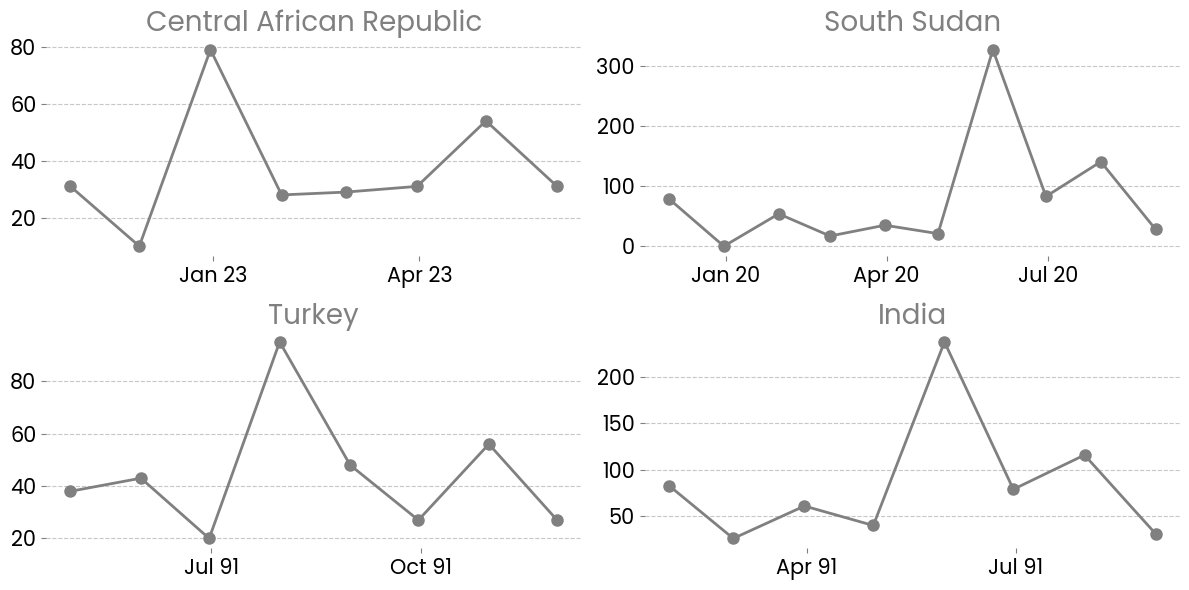 Central African Republic
80
60
40
20
Jan 23
Apr 23
South Sudan
300
200
100
0
Jan 20
Apr 20
Jul 20
Turkey
80
60
40
20
Jul 91
Oct 91
India
200
150
100
50
Apr 91
Jul 91